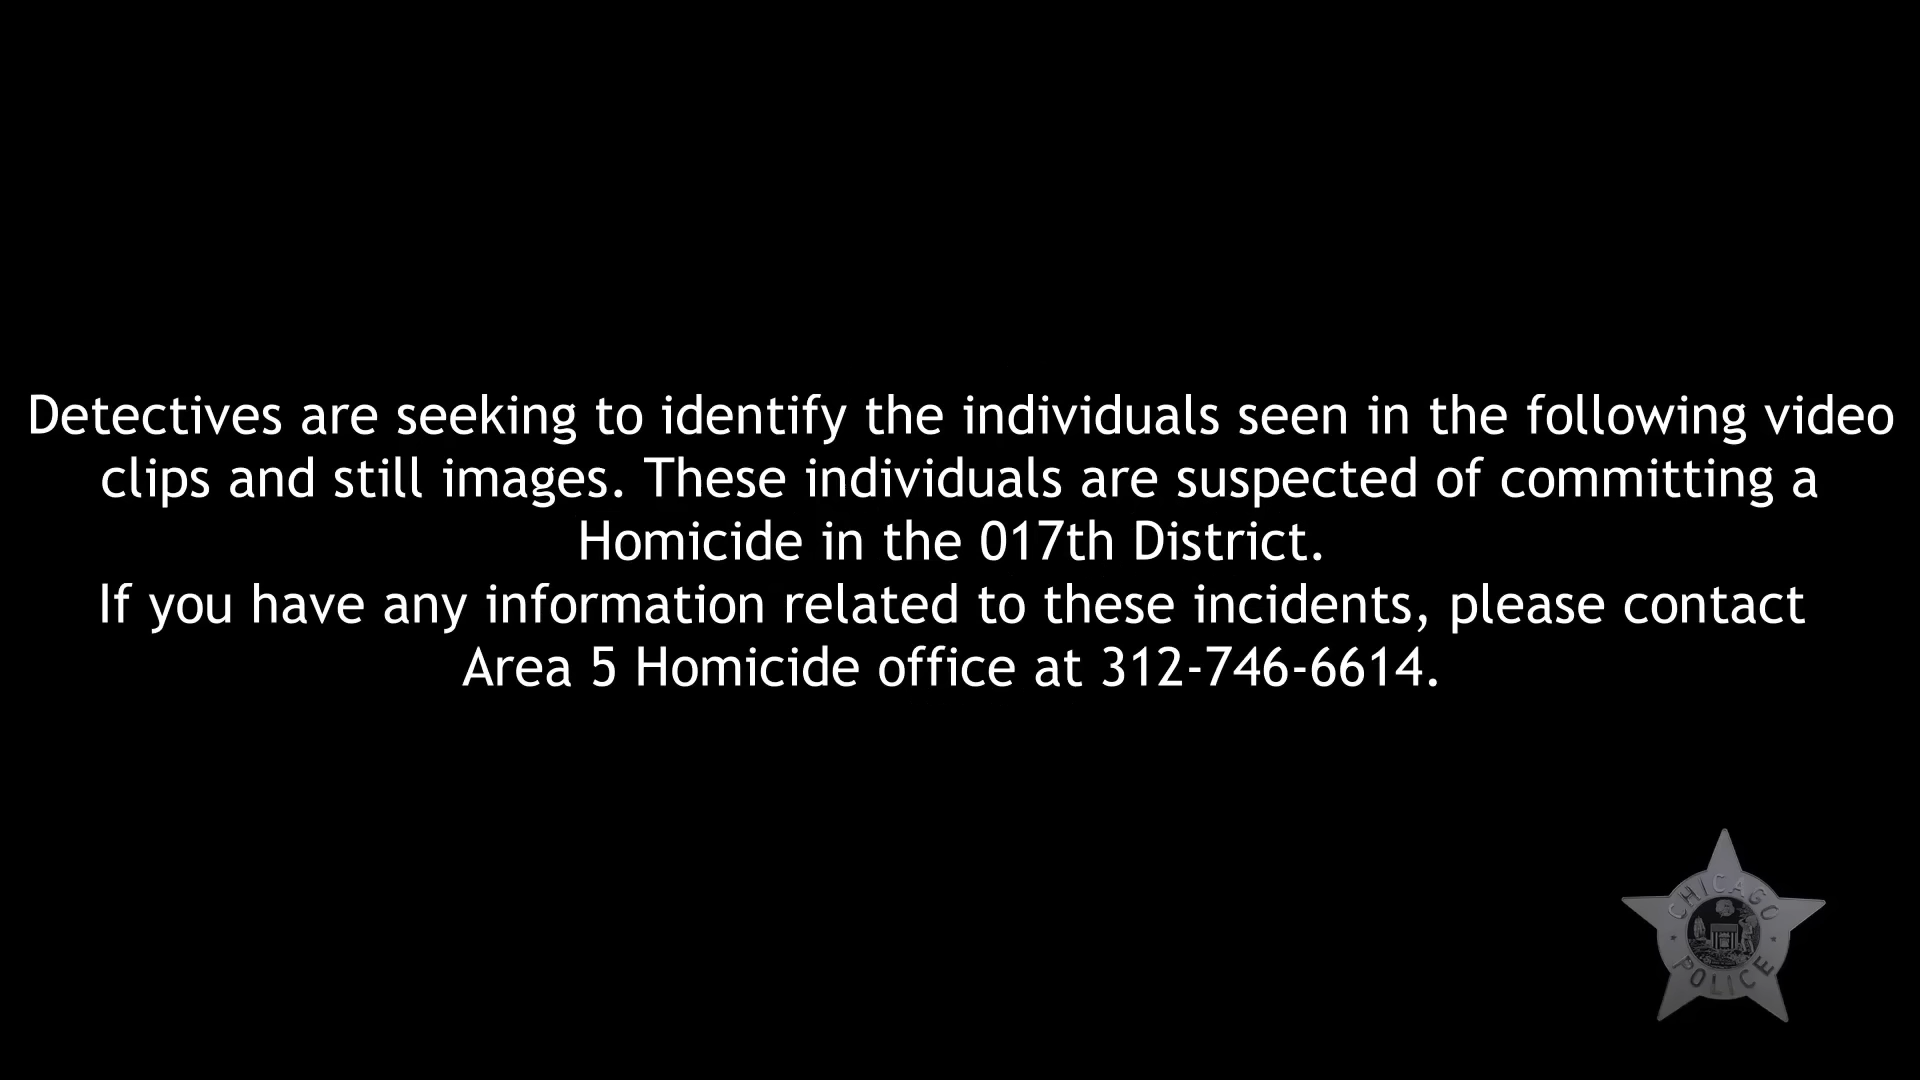 Detectives are seeking to identify the individuals seen in the following video
clips and still images. These individuals are suspected of committing a
Homicide in the 017th District.
If you have any information related to these incidents, please contact
Area 5 Homicide office at 312-746-6614.
CHICAGO
POLICE